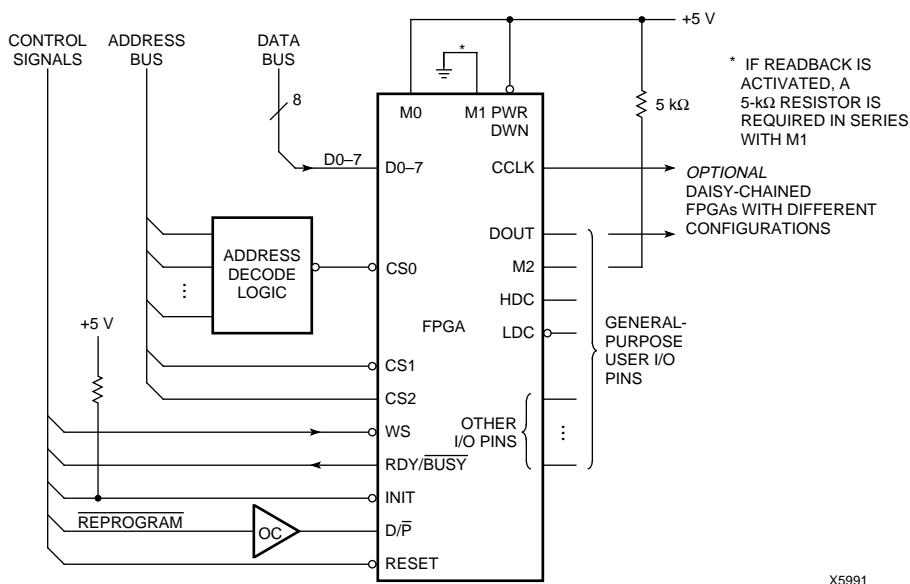 +5 V
CONTROL
SIGNALS
ADDRESS
BUS
DATA
BUS
*
* IF READBACK IS
ACTIVATED, A
5-kΩ RESISTOR IS
REQUIRED IN SERIES
WITH M1
8
M0
M1 PWR
DWN
5 kΩ
D0–7
D0–7
CCLK
OPTIONAL
DAISY-CHAINED
FPGAs WITH DIFFERENT
CONFIGURATIONS
DOUT
ADDRESS
DECODE
LOGIC
CS0
M2
...
HDC
+5 V
FPGA
LDC
GENERAL-
PURPOSE
USER I/O
PINS
CS1
CS2
OTHER
I/O PINS
...
WS
RDY/BUSY
INIT
REPROGRAM
OC
D/P
RESET
X5991